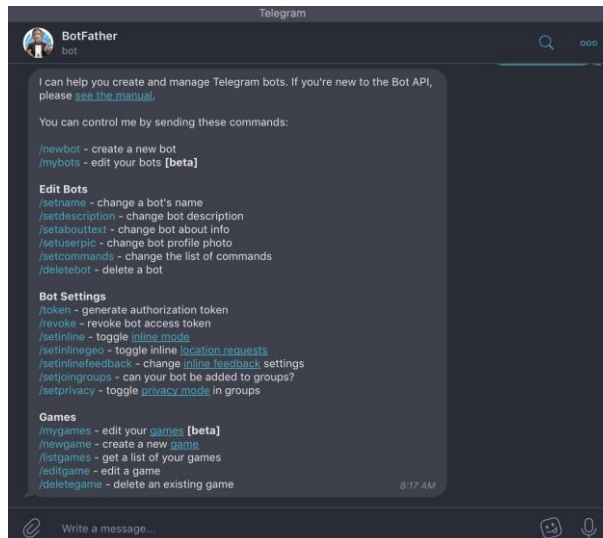 Telegram
BotFather
bot
I can help you create and manage Telegram bots. If you're new to the Bot API,
please see the manual.
You can control me by sending these commands:
/newbot - create a new bot
/mybots - edit your bots [beta]
Edit Bots
/setname - change a bot's name
/setdescription - change bot description
/setabouttext - change bot about info
/setuserpic - change bot profile photo
/setcommands - change the list of commands
/deletebot - delete a bot
Bot Settings
/token - generate authorization token
/revoke - revoke bot access token
/setinline - toggle inline mode
/setinlinegeo - toggle inline location requests
/setinlinefeedback - change inline feedback settings
/setjoingroups - can your bot be added to groups?
/setprivacy - toggle privacy mode in groups
Games
/mygames - edit your games [beta]
/newgame - create a new game
/listgames - get a list of your games
/editgame - edit a game
/deletegame - delete an existing game
8:17 AM
Write a message...